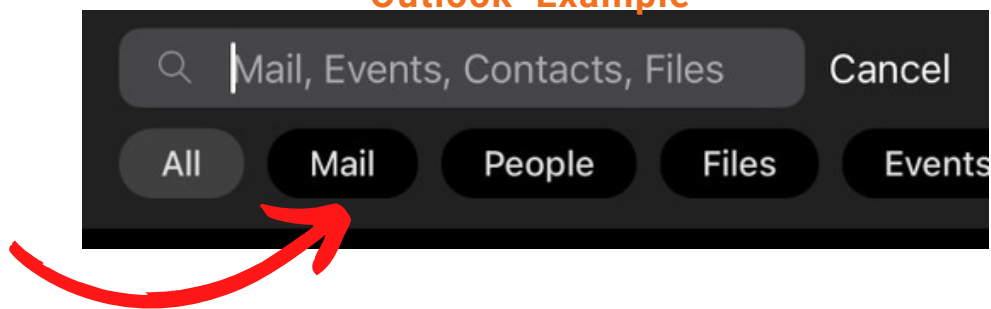 Outlook Example
Mail, Events, Contacts, Files Cancel
All Mail People Files Events